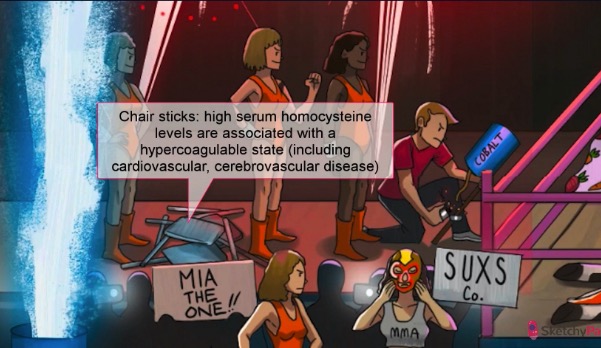 Chair sticks: high serum homocysteine
levels are associated with a
hypercoagulable state (including
cardiovascular, cerebrovascular disease)
COBALT
MIA
THE
ONE!!
SUXS
Co.
MMA